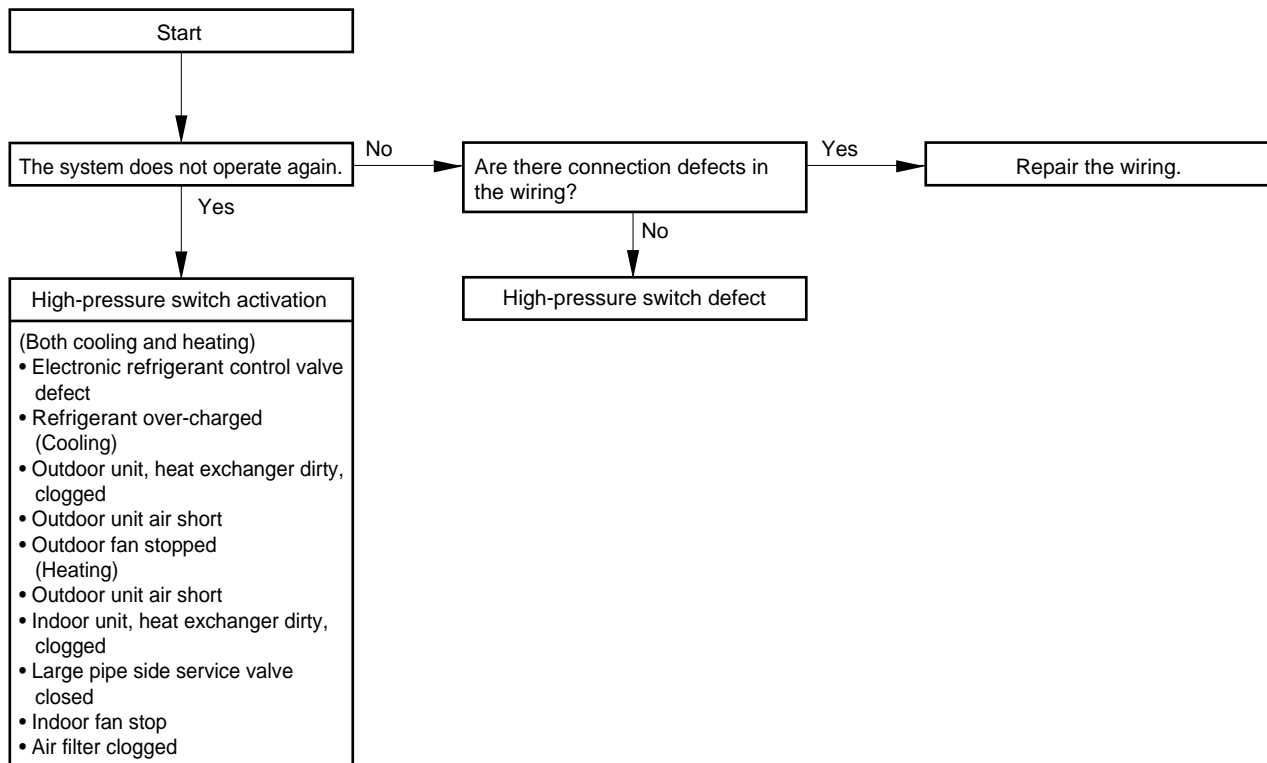 Start
The system does not operate again.
No
Are there connection defects in
the wiring?
Yes
Repair the wiring.
Yes
No
High-pressure switch activation
High-pressure switch defect
(Both cooling and heating)
• Electronic refrigerant control valve
defect
• Refrigerant over-charged
(Cooling)
• Outdoor unit, heat exchanger dirty,
clogged
• Outdoor unit air short
• Outdoor fan stopped
(Heating)
• Outdoor unit air short
• Indoor unit, heat exchanger dirty,
clogged
• Large pipe side service valve
closed
• Indoor fan stop
• Air filter clogged